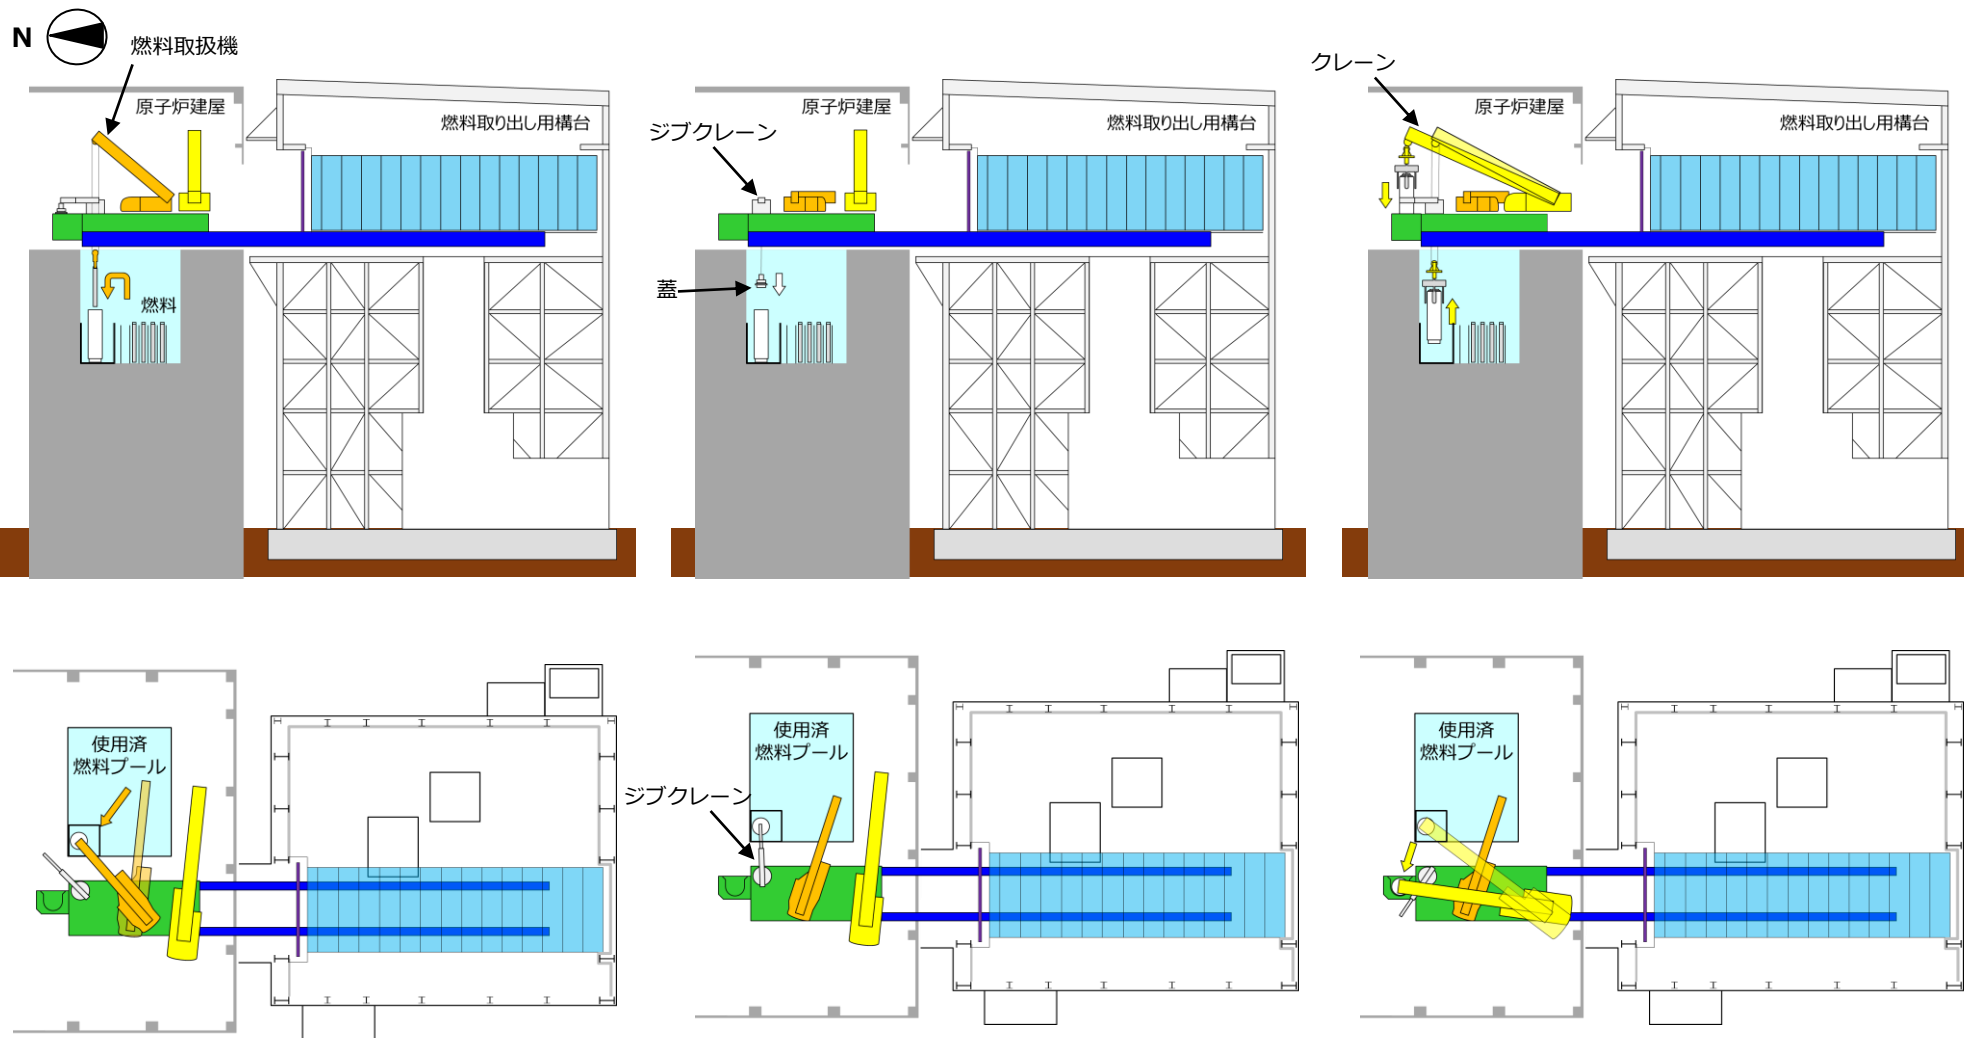 N
燃料取扱機
原子炉建屋
燃料取り出し用構台
燃料
ジブクレーン
原子炉建屋
燃料取り出し用構台
蓋
クレーン
原子炉建屋
燃料取り出し用構台
使用済
燃料プール
使用済
燃料プール
ジブクレーン
使用済
燃料プール